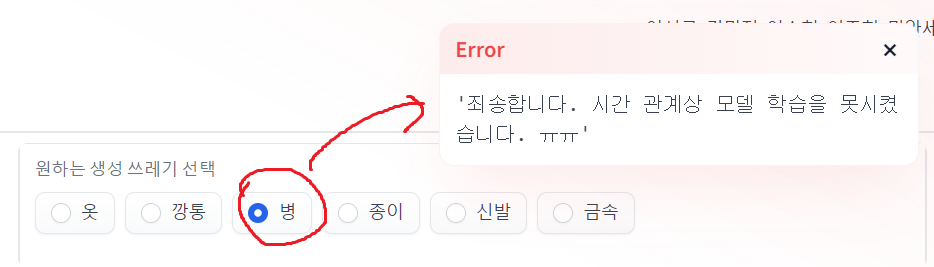 Error
'죄송합니다. 시간 관계상 모델 학습을 못시켰
습니다. ㅠㅠ'
원하는 생성 쓰레기 선택
옷 깡통 병 종이 신발 금속